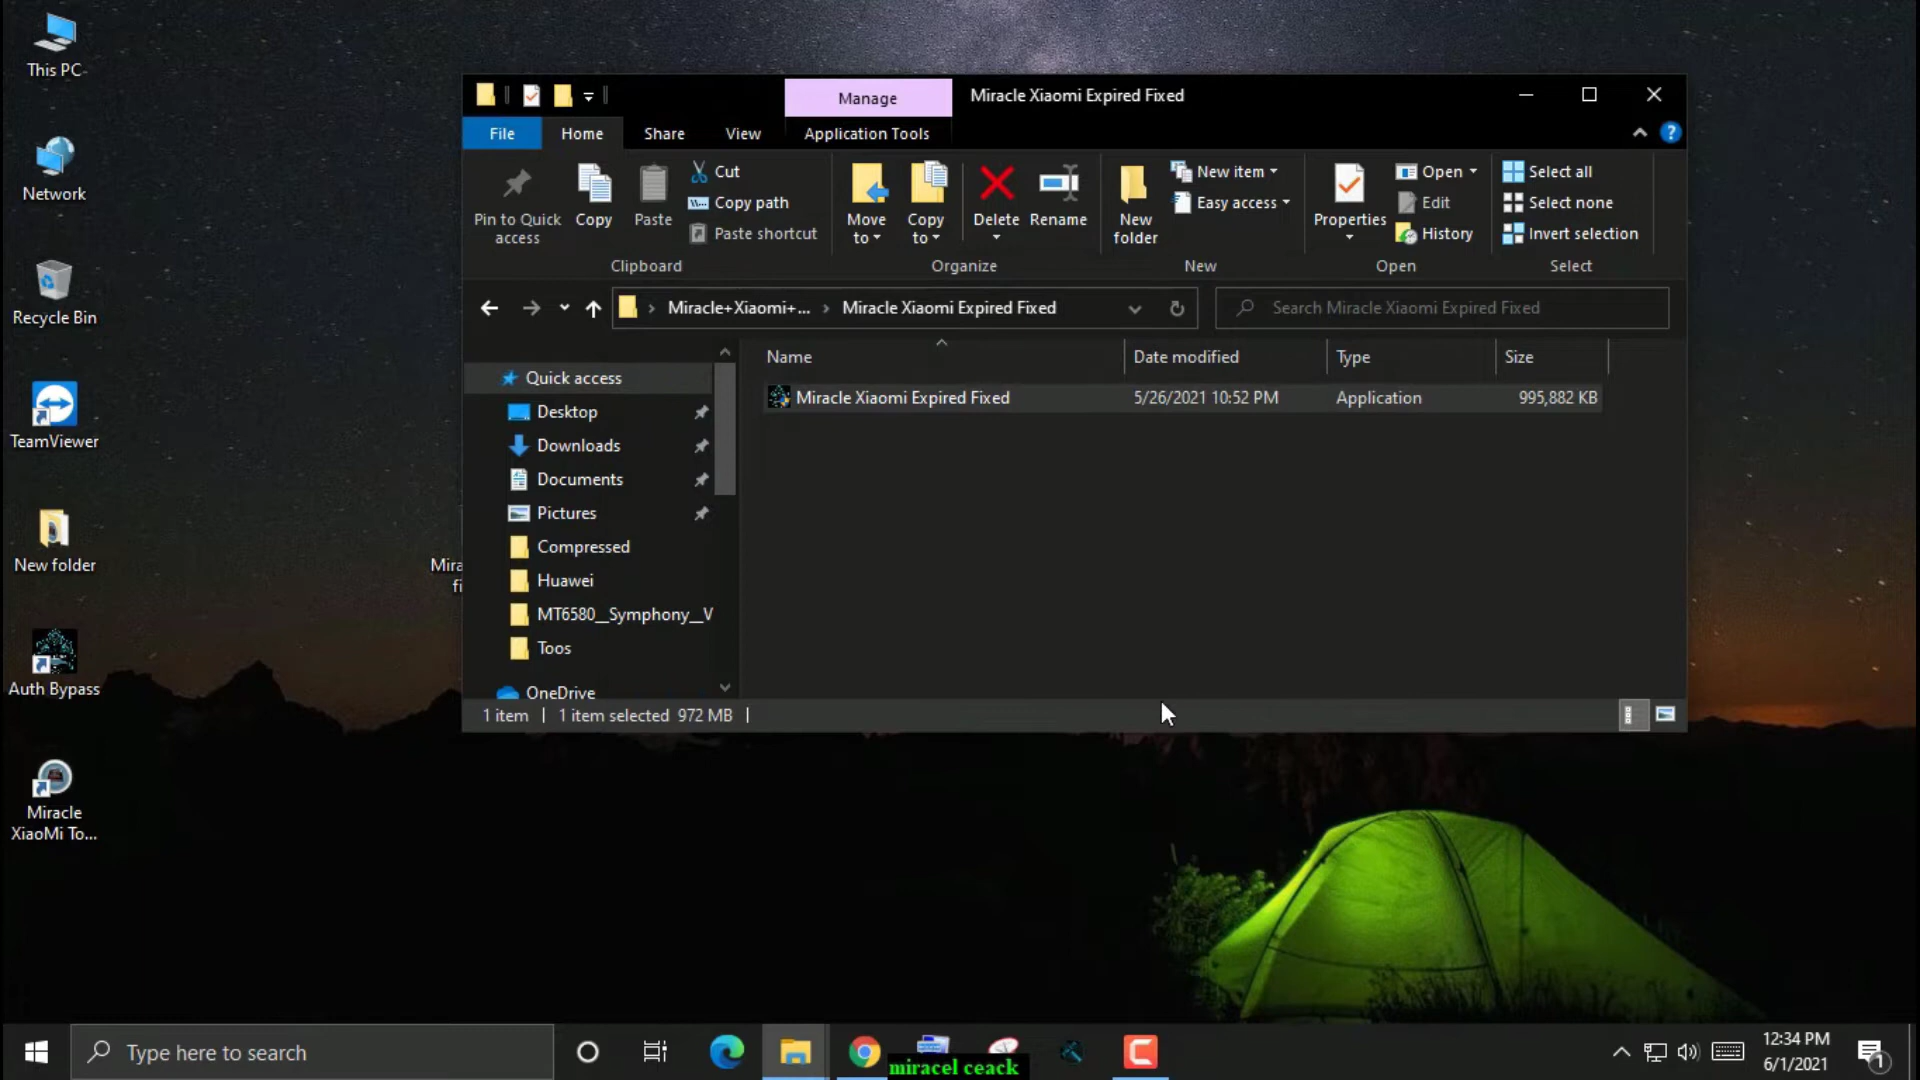 This PC
Network
Recycle Bin
TeamViewer
New folder
Auth Bypass
Miracle
XiaoMi To...
Mira
fi
Manage
Miracle Xiaomi Expired Fixed
File
Home
Share
View
Application Tools
?
Pin to Quick
access
Copy
Paste
Cut
Copy path
Paste shortcut
Move
to
Copy
to
Delete
Rename
New
folder
New item
Easy access
Properties
Open
Edit
History
Select all
Select none
Invert selection
Clipboard
Organize
New
Open
Select
Miracle+Xiaomi+...
Miracle Xiaomi Expired Fixed
Search Miracle Xiaomi Expired Fixed
Name
Date modified
Type
Size
Miracle Xiaomi Expired Fixed
5/26/2021 10:52 PM
Application
995,882 KB
Quick access
Desktop
Downloads
Documents
Pictures
Compressed
Huawei
MT6580__Symphony__V
Toos
OneDrive
1 item
1 item selected 972 MB
Type here to search
miracel ceack
12:34 PM
6/1/2021
1